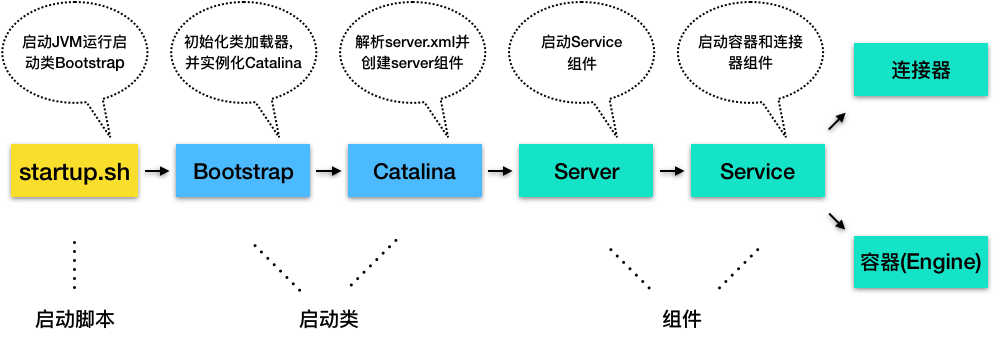 启动JVM运行启
动类Bootstrap
初始化类加载器,
并实例化Catalina
解析server.xml并
创建server组件
启动Service
组件
启动容器和连接
器组件
连接器
startup.sh
Bootstrap
Catalina
Server
Service
容器(Engine)
启动脚本
启动类
组件